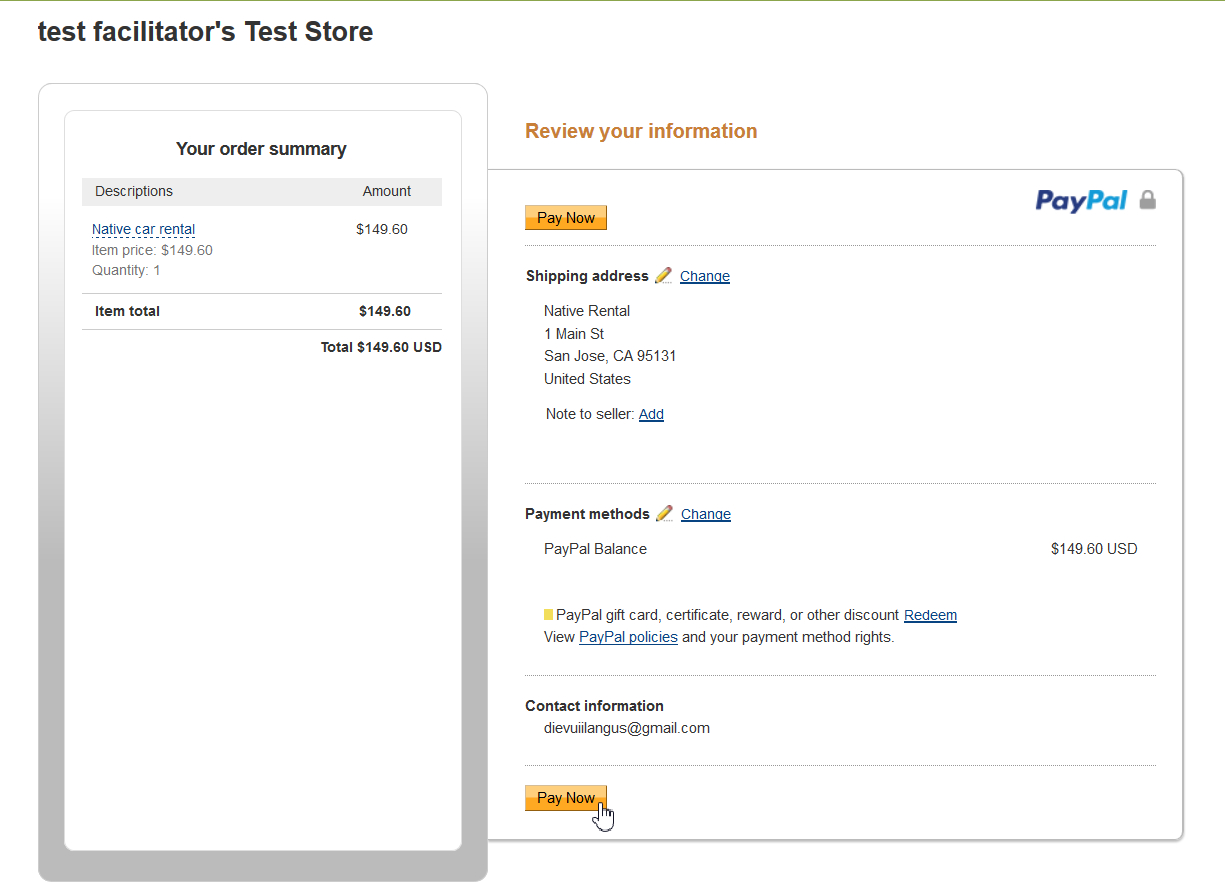 test facilitator's Test Store
Your order summary
Descriptions Amount
Native car rental $149.60
Item price: $149.60
Quantity: 1
Item total $149.60
Total $149.60 USD
Review your information
PayPal
Pay Now
Shipping address Change
Native Rental
1 Main St
San Jose, CA 95131
United States
Note to seller: Add
Payment methods Change
PayPal Balance $149.60 USD
PayPal gift card, certificate, reward, or other discount Redeem
View PayPal policies and your payment method rights.
Contact information
dievuiilangus@gmail.com
Pay Now